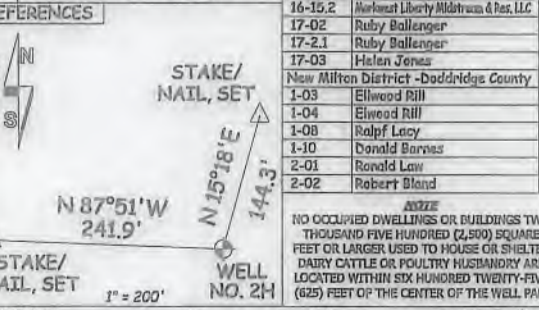 EFERENCES
N
S
STAKE/
NAIL, SET
N 15°18'E
144.3'
N 87°51'W
241.9'
STAKE/
AIL, SET
1" = 200'
WELL
NO. 2H
16-15.2 Markwest Liberty Midstream & Res, LLC
17-02 Ruby Ballenger
17-2.1 Ruby Ballenger
17-03 Helen Jones
New Milton District -Doddridge County
1-03 Ellwood Rill
1-04 Elwood Rill
1-08 Ralpf Lacy
1-10 Donald Barnes
2-01 Ronald Law
2-02 Robert Bland
NOTE
NO OCCUPIED DWELLINGS OR BUILDINGS TW
THOUSAND FIVE HUNDRED (2,500) SQUARE
FEET OR LARGER USED TO HOUSE OR SHELTE
DAIRY CATTLE OR POULTRY HUSBANDRY AR
LOCATED WITHIN SIX HUNDRED TWENTY-FIV
(625) FEET OF THE CENTER OF THE WELL PA